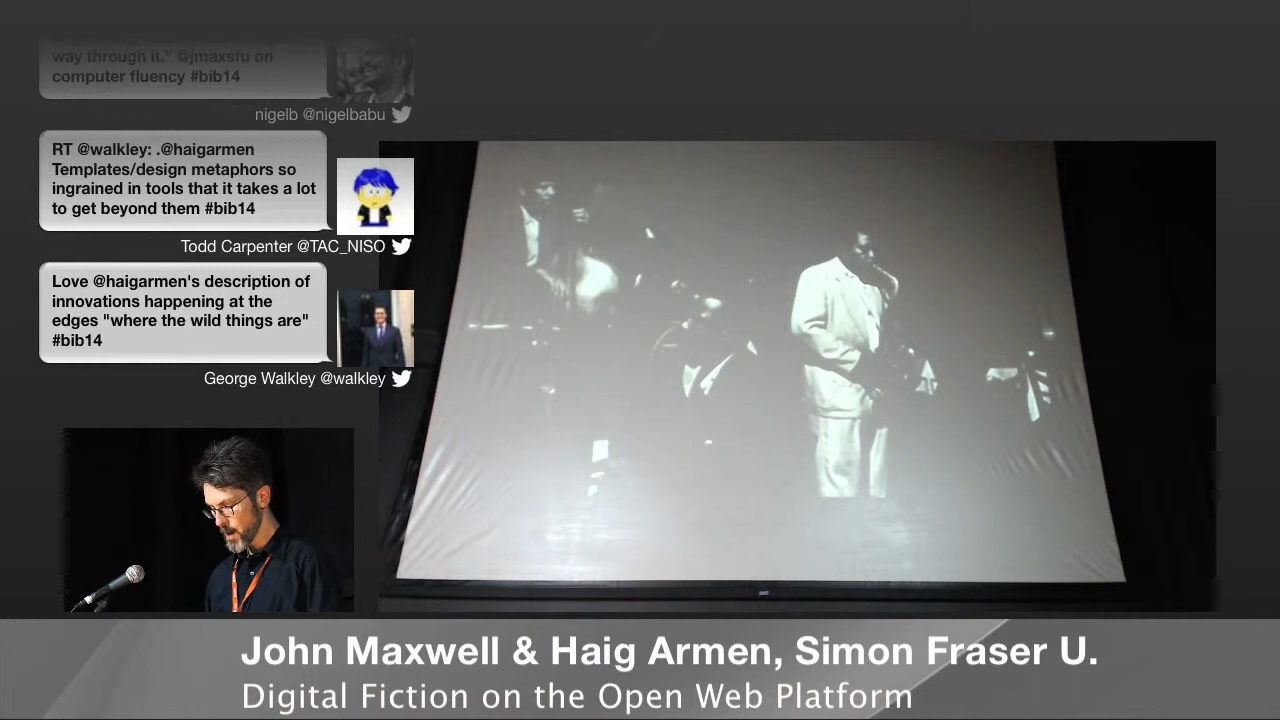 way through it." @jmaxsfu on
computer fluency #bib14
nigelb @nigelbabu
RT @walkley: .@haigarmen
Templates/design metaphors so
ingrained in tools that it takes a lot
to get beyond them #bib14
Todd Carpenter @TAC_NISO
Love @haigarmen's description of
innovations happening at the
edges "where the wild things are"
#bib14
George Walkley @walkley
John Maxwell & Haig Armen, Simon Fraser U.
Digital Fiction on the Open Web Platform